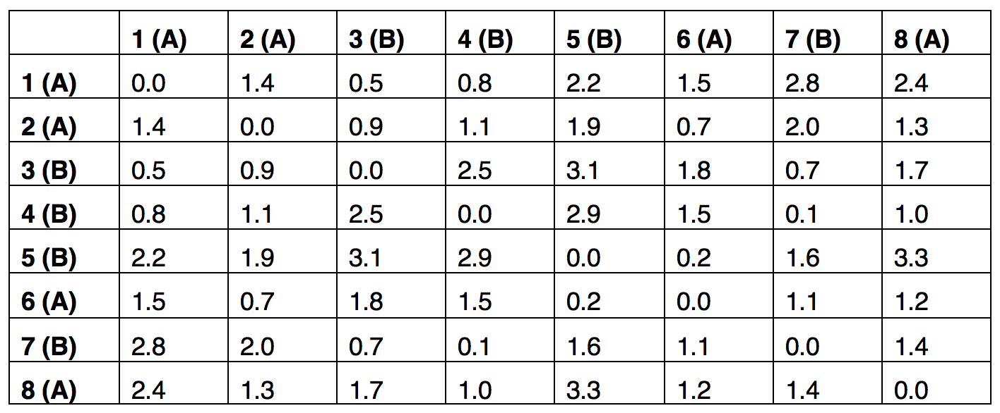 1 (A) 2 (A) 3 (B) 4 (B) 5 (B) 6 (A) 7 (B) 8 (A)
1 (A) 0.0 1.4 0.5 0.8 2.2 1.5 2.8 2.4
2 (A) 1.4 0.0 0.9 1.1 1.9 0.7 2.0 1.3
3 (B) 0.5 0.9 0.0 2.5 3.1 1.8 0.7 1.7
4 (B) 0.8 1.1 2.5 0.0 2.9 1.5 0.1 1.0
5 (B) 2.2 1.9 3.1 2.9 0.0 0.2 1.6 3.3
6 (A) 1.5 0.7 1.8 1.5 0.2 0.0 1.1 1.2
7 (B) 2.8 2.0 0.7 0.1 1.6 1.1 0.0 1.4
8 (A) 2.4 1.3 1.7 1.0 3.3 1.2 1.4 0.0